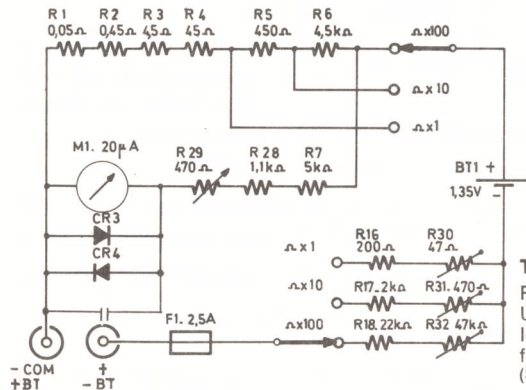 R1 R2 R3 R4 R5 R6
0,05Ω 0,45Ω 4,5Ω 45Ω 450Ω 4,5kΩ
Ωx100
Ωx10
Ωx1
M1. 20µA
R29 R28 R7
470Ω 1,1kΩ 5kΩ
BT1 +
1,35V -
CR3
CR4
Ωx1 R16 R30
200Ω 47Ω
Ωx10 R17.2kΩ R31.470Ω
F1. 2,5A Ωx100 R18.22kΩ R32 47kΩ
- COM +
+BT -BT